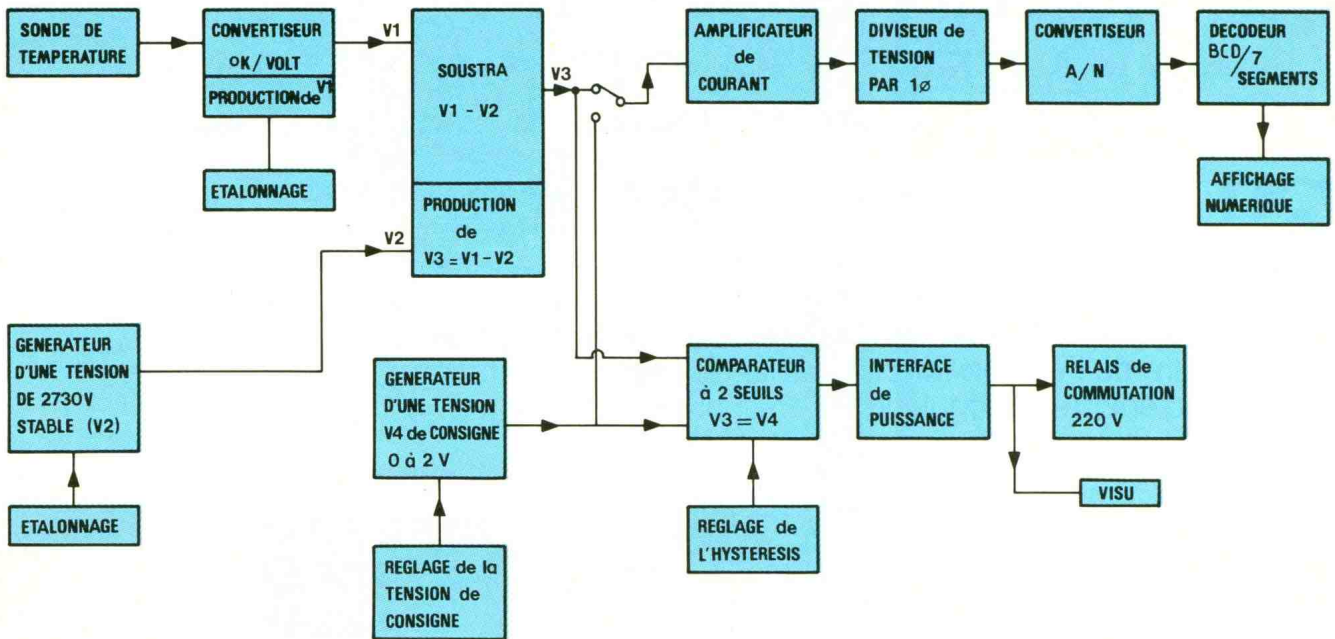 SONDE DE
TEMPERATURE
CONVERTISEUR
oK/VOLT
PRODUCTION de V1
ETALONNAGE
V1
SOUSTRA
V1 - V2
PRODUCTION
de
V3 = V1-V2
V2
V3
AMPLIFICATEUR
de
COURANT
DIVISEUR de
TENSION
PAR 1ø
CONVERTISEUR
A/N
DECODEUR
BCD/7
SEGMENTS
AFFICHAGE
NUMERIQUE
GENERATEUR
D'UNE TENSION
DE 2730V
STABLE (V2)
ETALONNAGE
GENERATEUR
D'UNE TENSION
V4 de CONSIGNE
0 à 2 V
REGLAGE de la
TENSION de
CONSIGNE
COMPARATEUR
à 2 SEUILS
V3 = V4
REGLAGE de
L'HYSTERESIS
INTERFACE
de
PUISSANCE
RELAIS de
COMMUTATION
220 V
VISU